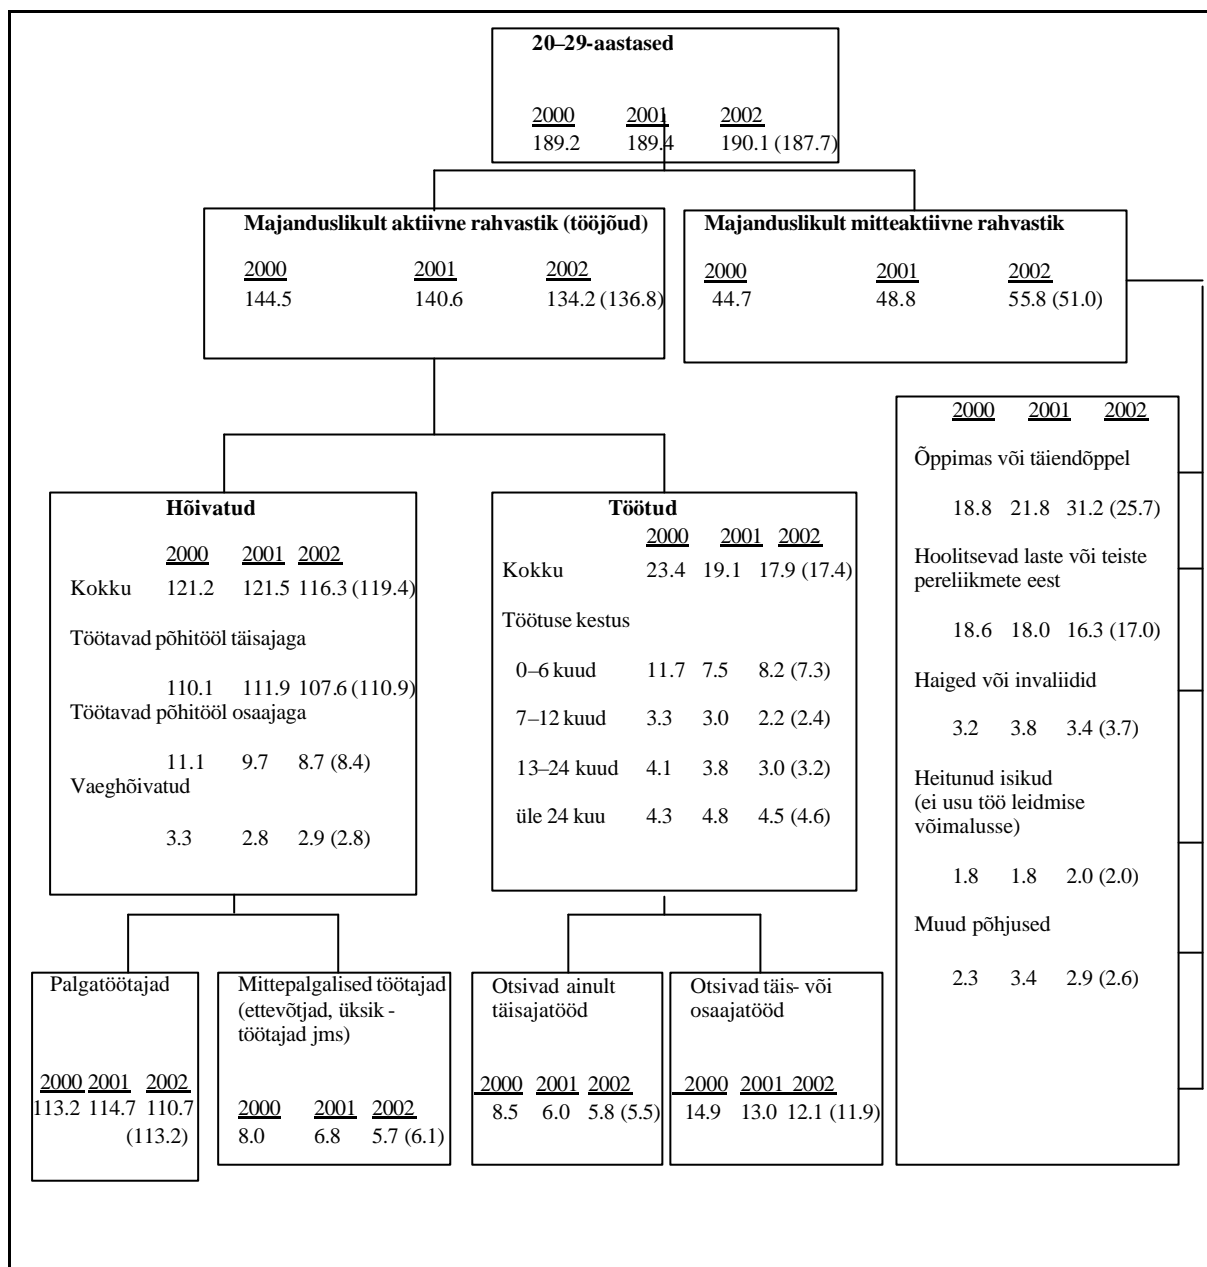 20–29-aastased
2000 2001 2002
189.2 189.4 190.1 (187.7)
Majanduslikult aktiivne rahvastik (tööjõud)
2000 2001 2002
144.5 140.6 134.2 (136.8)
Majanduslikult mitteaktiivne rahvastik
2000 2001 2002
44.7 48.8 55.8 (51.0)
Hõivatud
2000 2001 2002
Kokku 121.2 121.5 116.3 (119.4)
Töötavad põhitööl täisajaga
110.1 111.9 107.6 (110.9)
Töötavad põhitööl osaajaga
11.1 9.7 8.7 (8.4)
Vaeghõivatud
3.3 2.8 2.9 (2.8)
Töötud
2000 2001 2002
Kokku 23.4 19.1 17.9 (17.4)
Töötuse kestus
0–6 kuud 11.7 7.5 8.2 (7.3)
7–12 kuud 3.3 3.0 2.2 (2.4)
13–24 kuud 4.1 3.8 3.0 (3.2)
üle 24 kuu 4.3 4.8 4.5 (4.6)
2000 2001 2002
Õppimas või täiendõppel
18.8 21.8 31.2 (25.7)
Hoolitsevad laste või teiste
pereliikmete eest
18.6 18.0 16.3 (17.0)
Haiged või invaliidid
3.2 3.8 3.4 (3.7)
Heitunud isikud
(ei usu töö leidmise
võimalusse)
1.8 1.8 2.0 (2.0)
Muud põhjused
2.3 3.4 2.9 (2.6)
Palgatöötajad
2000 2001 2002
113.2 114.7 110.7
(113.2)
Mittepalgalised töötajad
(ettevõtjad, üksik -
töötajad jms)
2000 2001 2002
8.0 6.8 5.7 (6.1)
Otsivad ainult
täisajatööd
2000 2001 2002
8.5 6.0 5.8 (5.5)
Otsivad täis- või
osaajatööd
2000 2001 2002
14.9 13.0 12.1 (11.9)